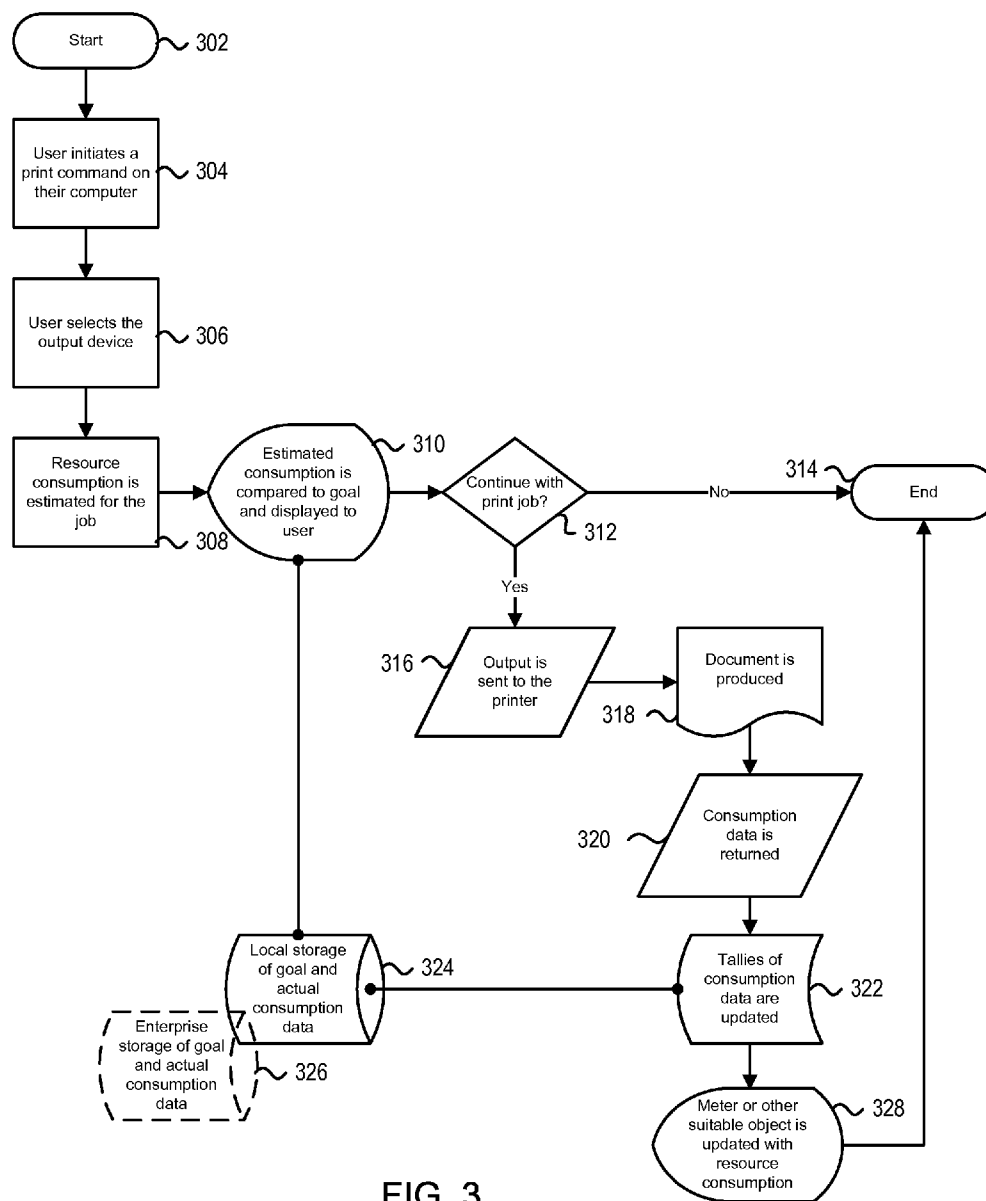 Start
302
User initiates a
print command on
their computer
304
User selects the
output device
306
Resource
consumption is
estimated for the
job
308
Estimated
consumption is
compared to goal
and displayed to
user
310
Continue with
print job?
312
No
314
End
Yes
316
Output is
sent to the
printer
Document is
produced
318
Consumption
data is
returned
320
Local storage
of goal and
actual
consumption
data
324
Tallies of
consumption
data are
updated
322
Enterprise
storage of goal
and actual
consumption
data
326
Meter or other
suitable object is
updated with
resource
consumption
328
FIG. 3